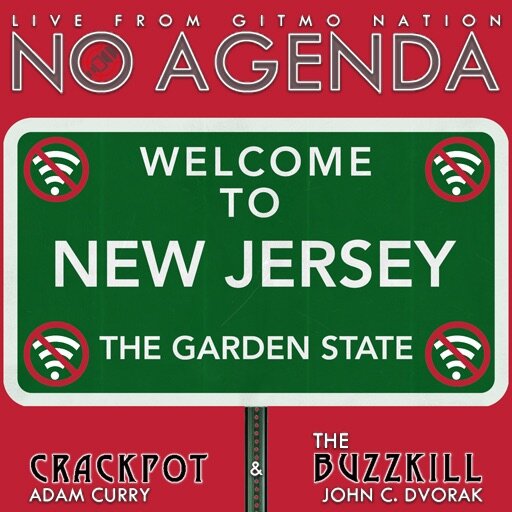 LIVE FROM GITMO NATION
NO AGENDA
WELCOME
TO
NEW JERSEY
THE GARDEN STATE
CRACKPOT
ADAM CURRY
&
THE
BUZZKILL
JOHN C. DVORAK